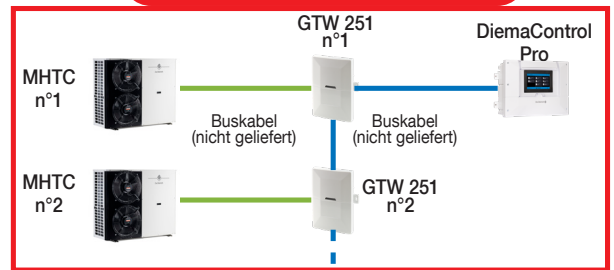 GTW 251
n°1
DiemaControl
Pro
MHTC
n°1
Buskabel
(nicht geliefert)
Buskabel
(nicht geliefert)
MHTC
n°2
GTW 251
n°2